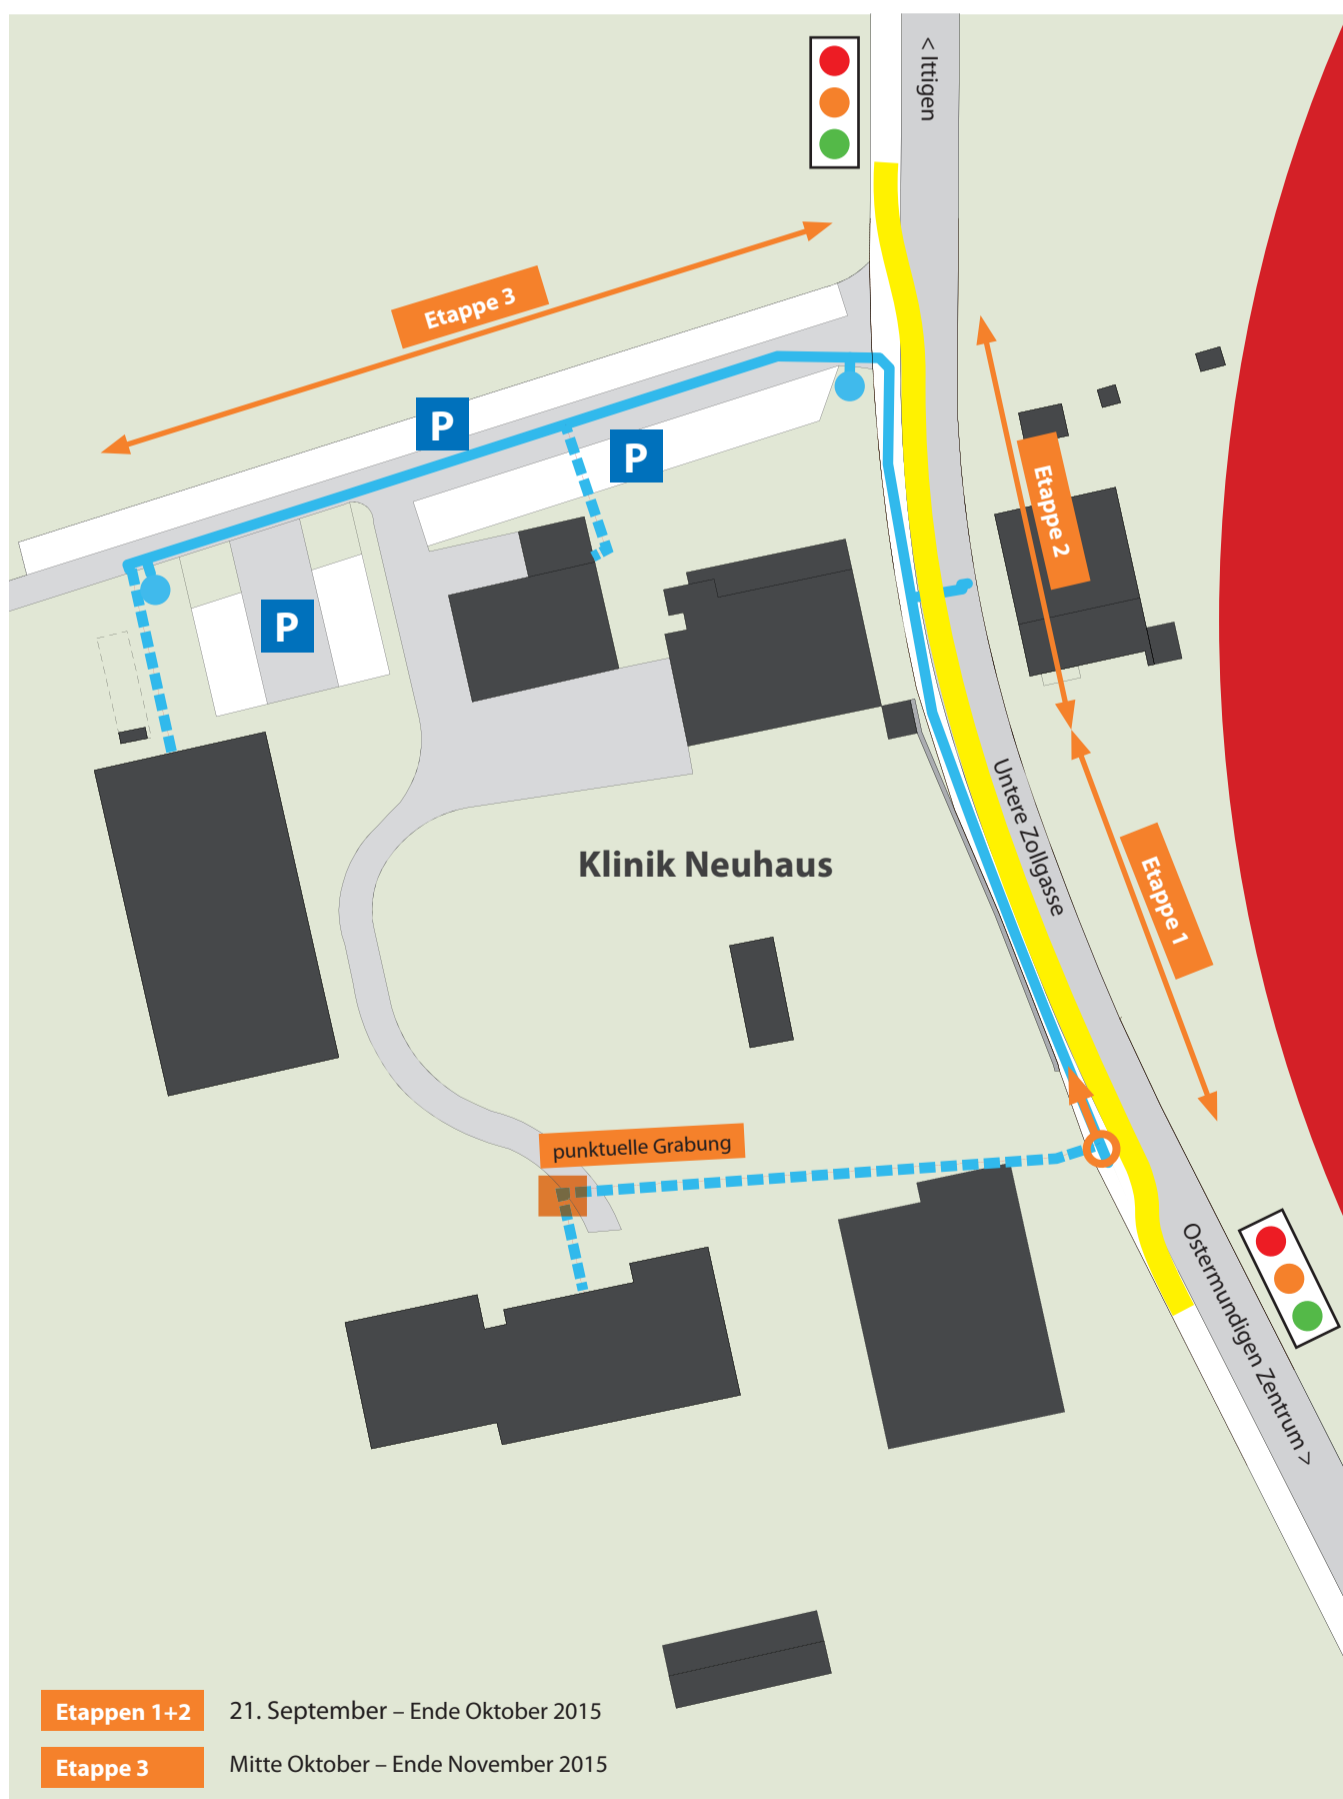 < Ittigen
Etappe 3
P
P
Etappe 2
P
Untere Zollgasse
Klinik Neuhaus
Etappe 1
punktuelle Grabung
Ostermundigen Zentrum >
Etappen 1+2 21. September – Ende Oktober 2015
Etappe 3 Mitte Oktober – Ende November 2015